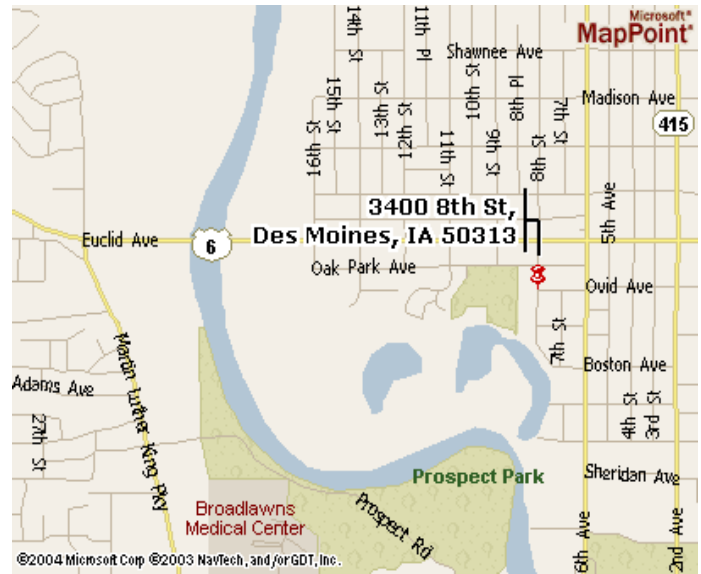 Microsoft®
MapPoint®
14th St
11th Pl
Shawnee Ave
15th St
13th St
12th St
10th St
8th Pl
7th St
Madison Ave
415
16th St
11th St
9th St
8th St
3400 8th St,
Des Moines, IA 50313
5th Ave
Euclid Ave
6
Oak Park Ave
Ovid Ave
7th St
Martin Luther King Pky
Boston Ave
Adams Ave
27th St
4th St
3rd St
Prospect Park
Sheridan Ave
Broadlawns
Medical Center
Prospect Rd
6th Ave
2nd Ave
©2004 Microsoft Corp ©2003 NavTech, and/or GDT, Inc.